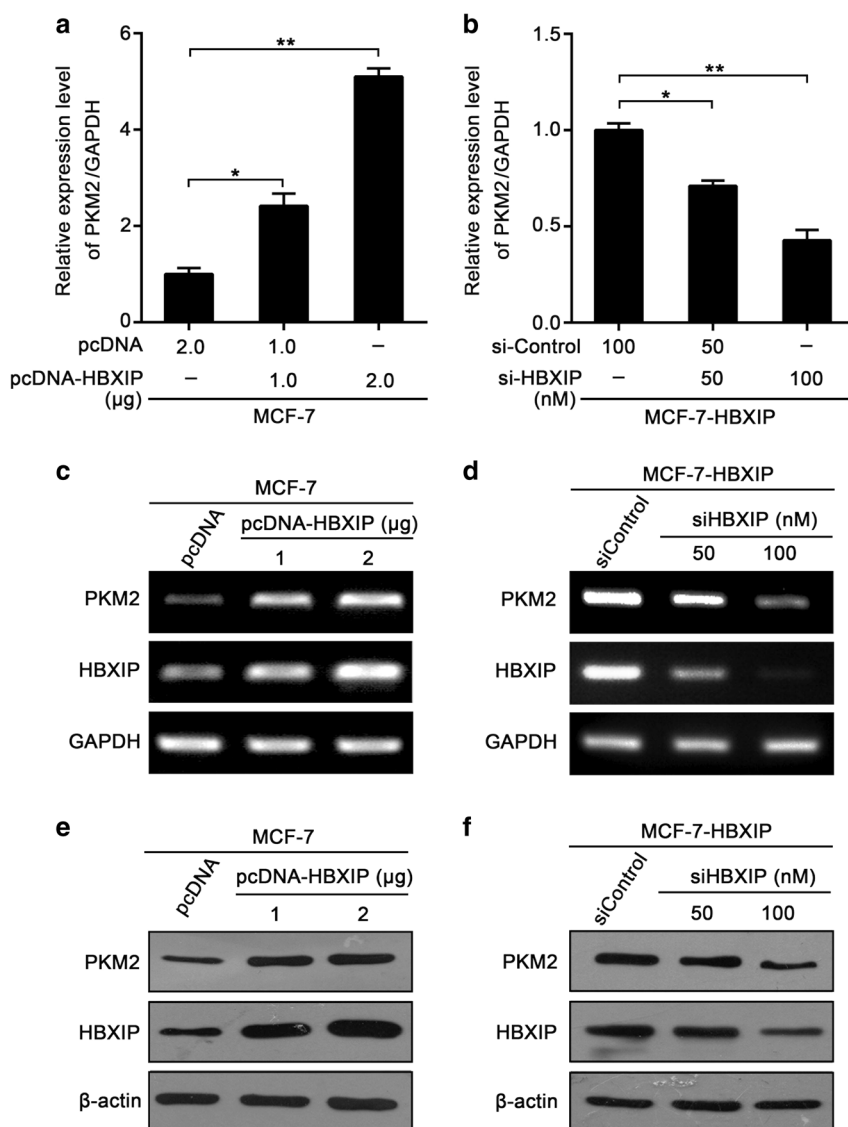 a
Relative expression level
of PKM2/GAPDH
6
4
2
0
*
**
pcDNA 2.0 1.0 –
pcDNA-HBXIP – 1.0 2.0
(µg)
MCF-7
b
Relative expression level
of PKM2/GAPDH
1.5
1.0
0.5
0.0
**
*
si-Control 100 50 –
si-HBXIP – 50 100
(nM)
MCF-7-HBXIP
c
MCF-7
pcDNA
pcDNA-HBXIP (µg)
1 2
PKM2
HBXIP
GAPDH
d
MCF-7-HBXIP
siControl
siHBXIP (nM)
50 100
PKM2
HBXIP
GAPDH
e
MCF-7
pcDNA
pcDNA-HBXIP (µg)
1 2
PKM2
HBXIP
β-actin
f
MCF-7-HBXIP
siControl
siHBXIP (nM)
50 100
PKM2
HBXIP
β-actin